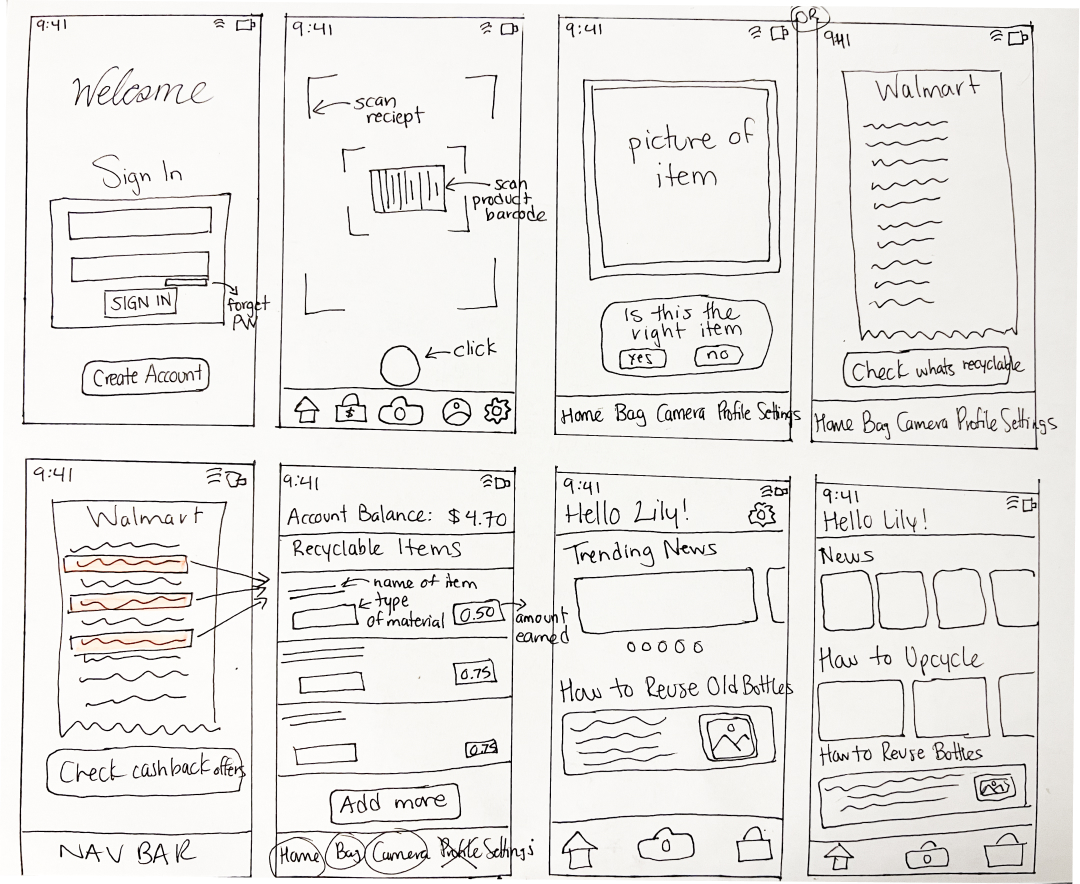 9:41
Welcome
Sign In
SIGN IN
forget
PW
Create Account
9:41
scan
reciept
scan
product
barcode
click
$
9:41
picture of
item
Is this the
right item
yes
no
Home Bag Camera Profile Settings
OR
9:41
Walmart
Check whats recyclable
Home Bag Camera Profile Settings
9:41
Walmart
Check cashback offers
NAV BAR
9:41
Account Balance: $4.70
Recyclable Items
name of item
type
of material
0.50
amount
earned
0.75
0.75
Add more
Home Bag Camera Profile Settings
9:41
Hello Lily!
Trending News
How to Reuse Old Bottles
9:41
Hello Lily!
News
How to Upcycle
How to Reuse Bottles